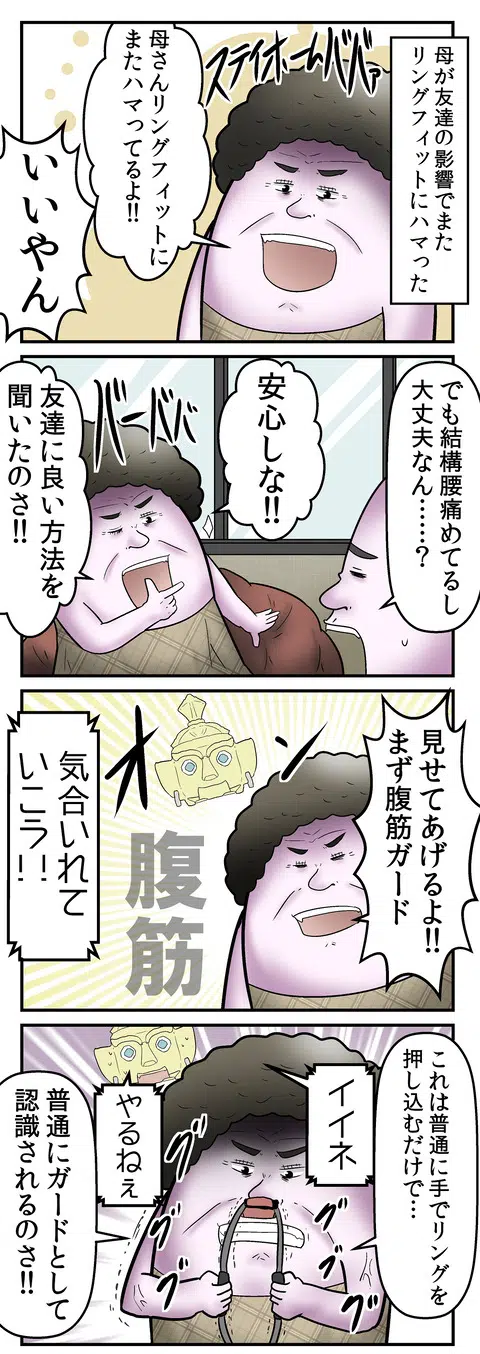 母が友達の影響でまた
リングフィットにハマった
ステイホームババァ
母さんリングフィットに
またハマってるよ!!
いいやん
でも結構腰痛めてるし
大丈夫なん……?
安心しな!!
バーババ
友達に良い方法を
聞いたのさ!!
見せてあげるよ!!
まず腹筋ガード
オン
腹筋
気合いれて
いこう!!
これは普通に手でリングを
押し込むだけで…
イイネ
やるねぇ
グググ
グググ
普通にガードとして
認識されるのさ!!